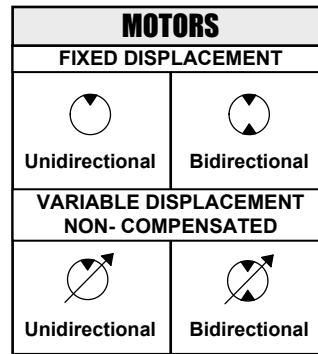 MOTORS
FIXED DISPLACEMENT
Unidirectional
Bidirectional
VARIABLE DISPLACEMENT
NON- COMPENSATED
Unidirectional
Bidirectional